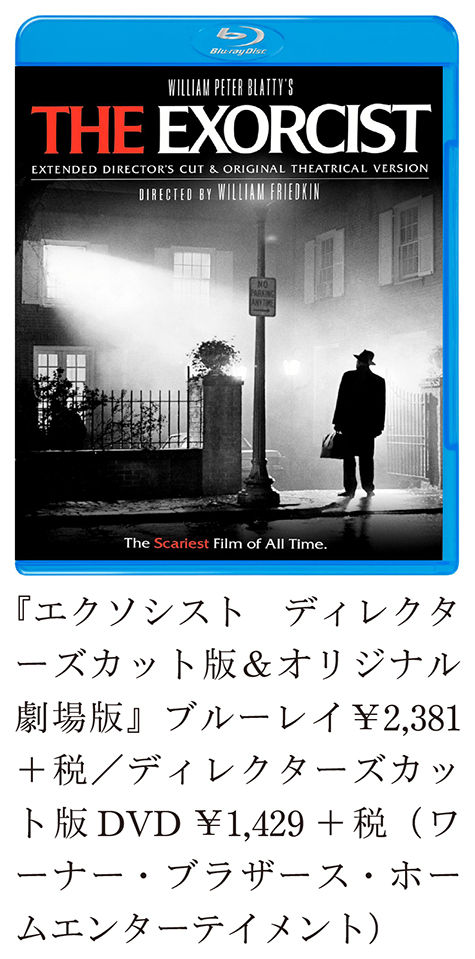 Blu-ray Disc
WILLIAM PETER BLATTY'S
THE EXORCIST
EXTENDED DIRECTOR'S CUT & ORIGINAL THEATRICAL VERSION
DIRECTED BY WILLIAM FRIEDKIN
NO
PARKING
ANYTIME
The Scariest Film of All Time.
『エクソシスト　ディレクタ
ーズカット版＆オリジナル
劇場版』ブルーレイ￥2,381
＋税／ディレクターズカッ
ト版DVD ￥1,429＋税（ワ
ーナー・ブラザース・ホー
ムエンターテイメント）